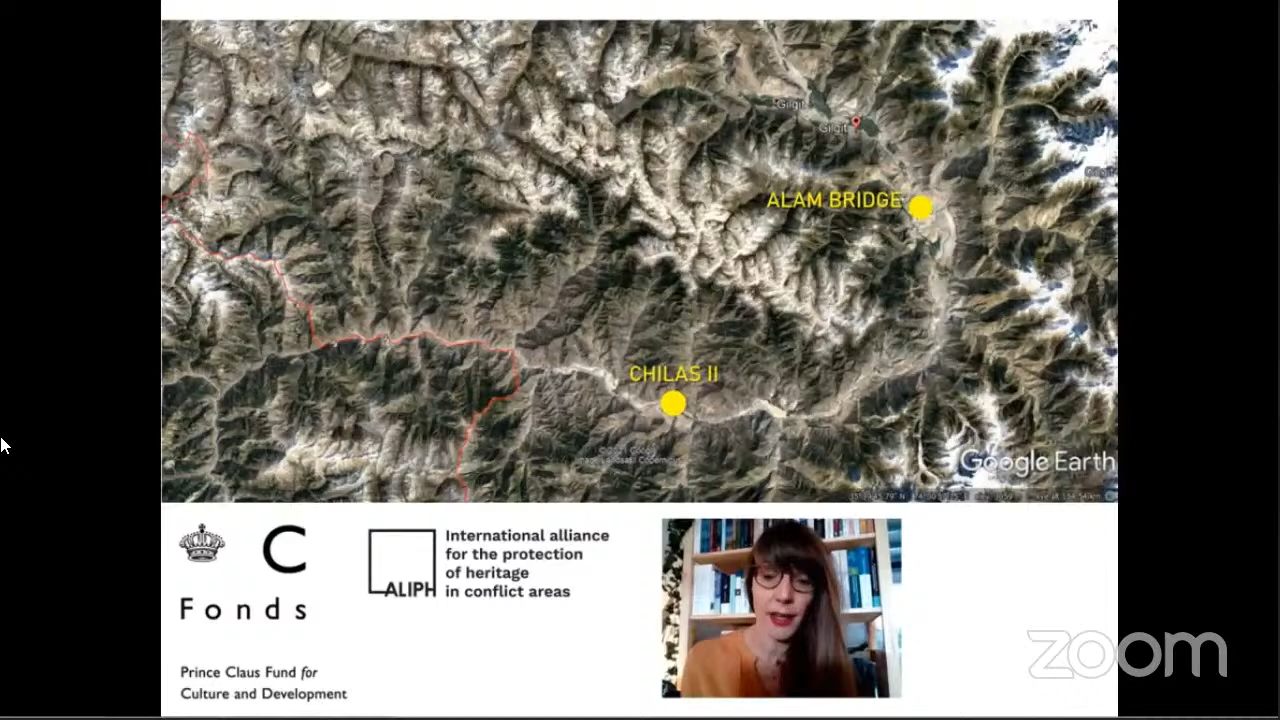 Gilgit
Gilgit
ALAM BRIDGE
CHILAS II
Google Earth
C
Fonds
Prince Claus Fund for
Culture and Development
ALIPH
International alliance
for the protection
of heritage
in conflict areas
zoom